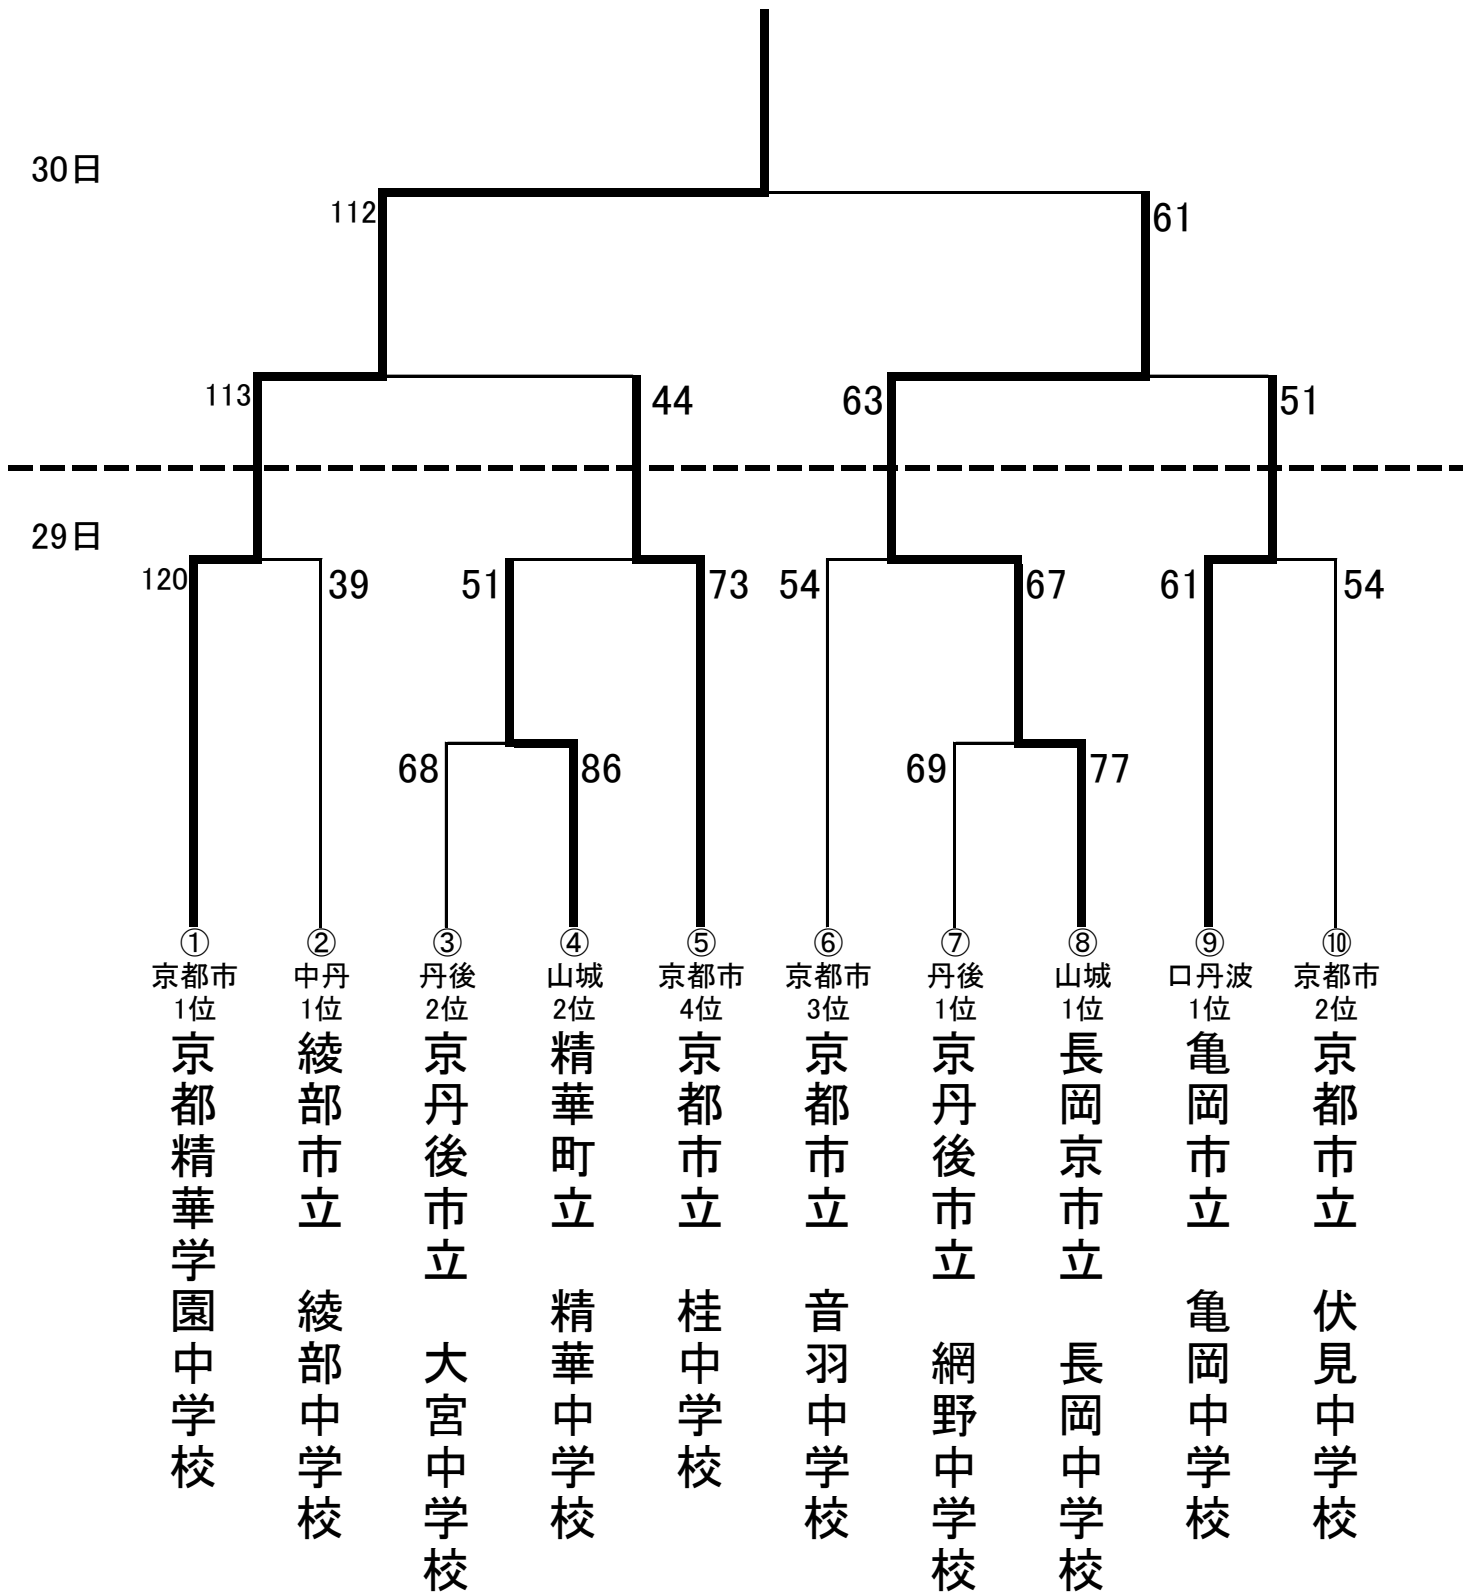 30日
112
61
113
44
63
51
29日
120
39
51
73
54
67
61
54
68
86
69
77
① ② ③ ④ ⑤ ⑥ ⑦ ⑧ ⑨ ⑩
京都市 中丹 丹後 山城 京都市 京都市 丹後 山城 口丹波 京都市
1位 1位 2位 2位 4位 3位 1位 1位 1位 2位
京都精華学園中学校
綾部市立 綾部中学校
京丹後市立 大宮中学校
精華町立 精華中学校
京都市立 桂中学校
京都市立 音羽中学校
京丹後市立 網野中学校
長岡京市立 長岡中学校
亀岡市立 亀岡中学校
京都市立 伏見中学校